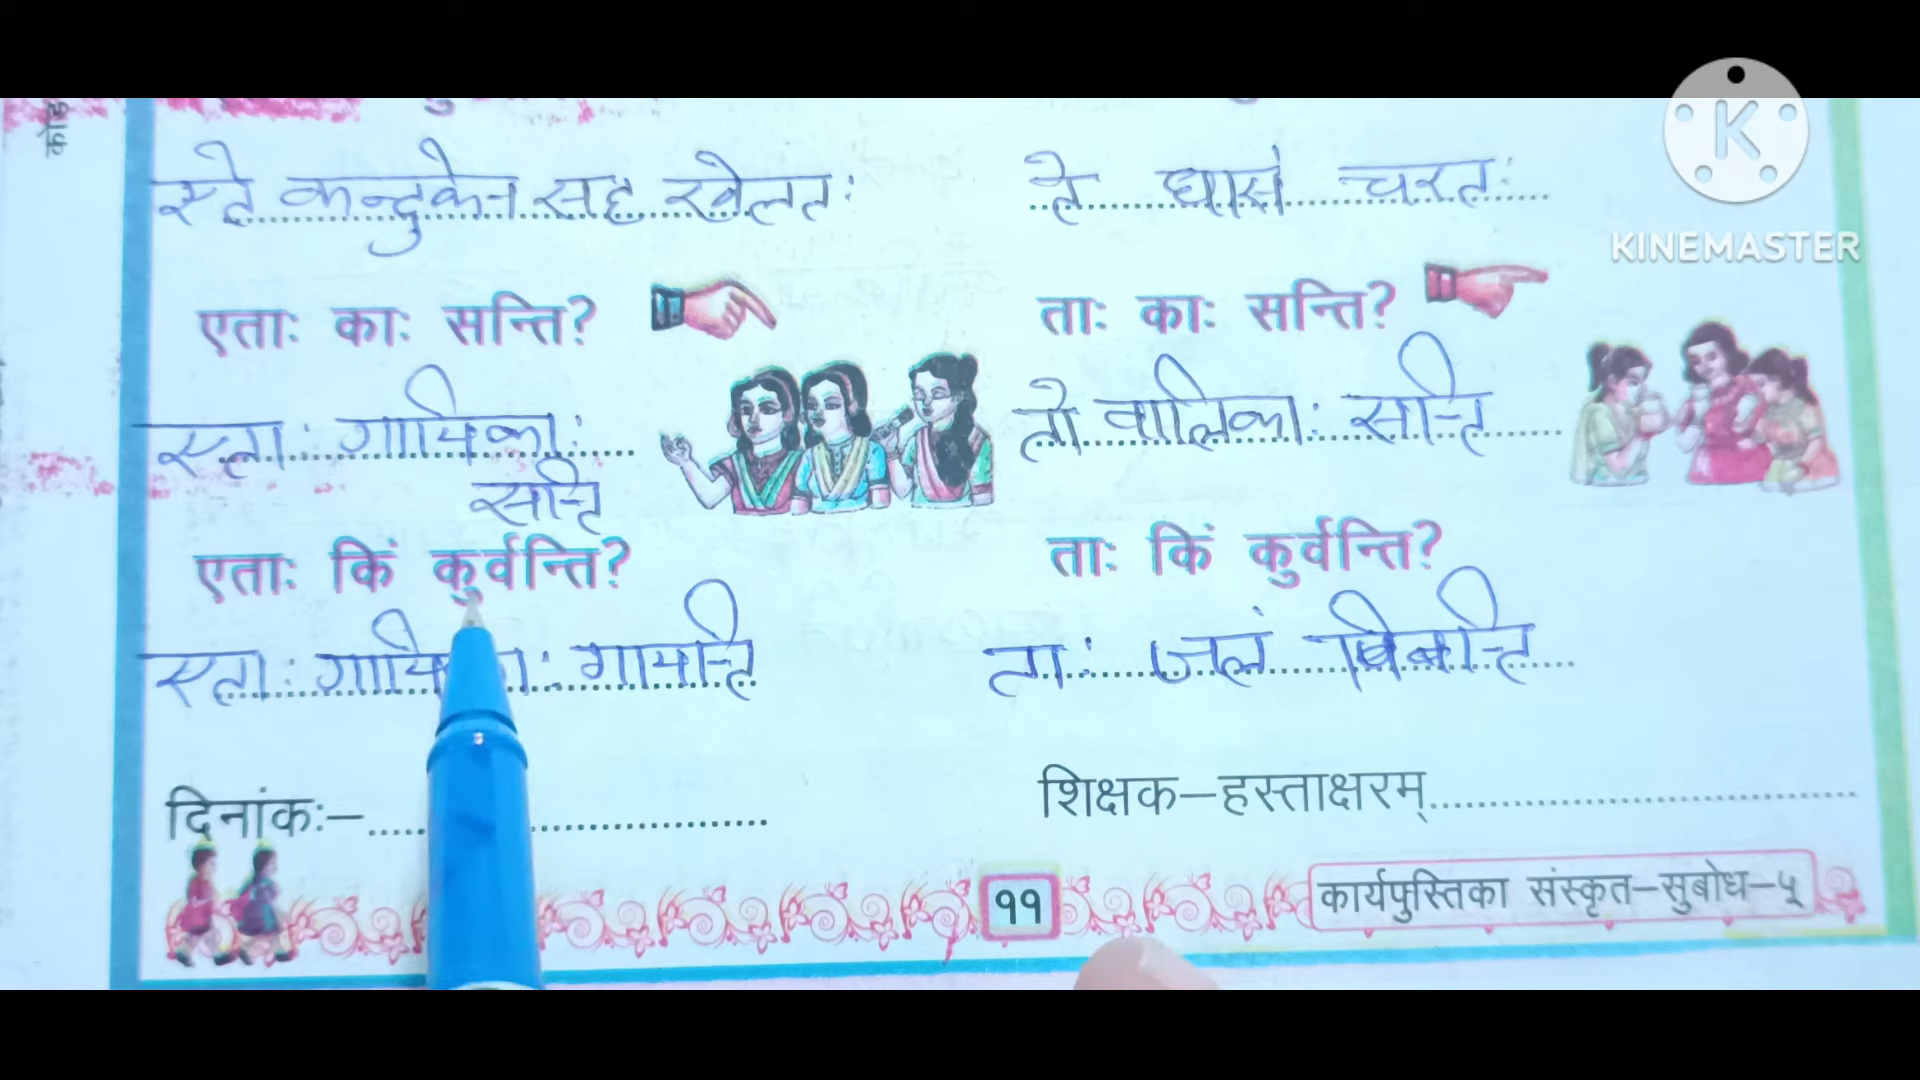 कोड
एते कन्दुकेन सह खेलतः
ते घासं चरतः
एताः काः सन्ति?
ताः काः सन्ति?
एताः गायिकाः
सन्ति
तो बालिकाः सन्ति
एताः किं कुर्वन्ति?
ताः किं कुर्वन्ति?
एताः गायिकाः गायन्ति
ताः जलं पिबन्ति
दिनांकः–
शिक्षक–हस्ताक्षरम्
११
कार्यपुस्तिका संस्कृत–सुबोध–५
K
KINEMASTER